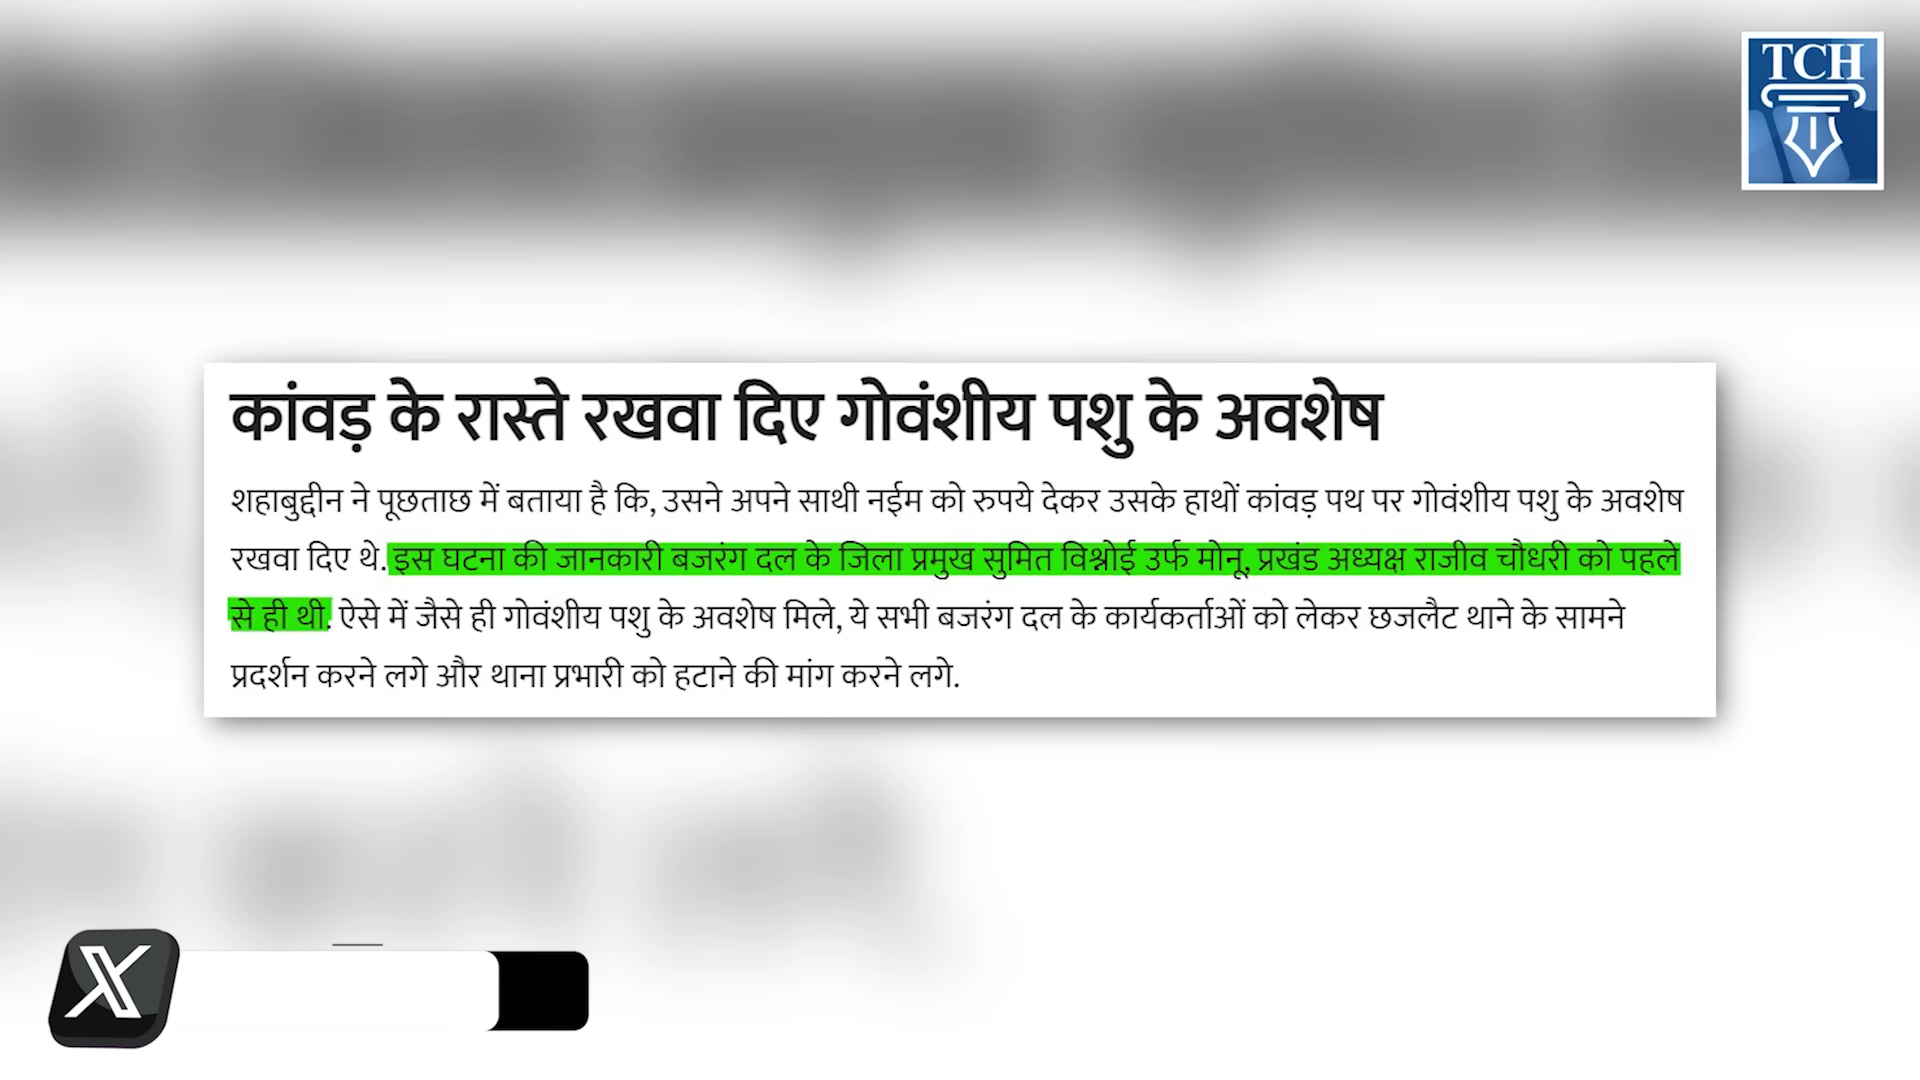 TCH
कांवड़ के रास्ते रखवा दिए गोवंशीय पशु के अवशेष
शहाबुद्दीन ने पूछताछ में बताया है कि, उसने अपने साथी नईम को रुपये देकर उसके हाथों कांवड़ पथ पर गोवंशीय पशु के अवशेष
रखवा दिए थे. इस घटना की जानकारी बजरंग दल के जिला प्रमुख सुमित विश्नोई उर्फ मोनू, प्रखंड अध्यक्ष राजीव चौधरी को पहले
से ही थी. ऐसे में जैसे ही गोवंशीय पशु के अवशेष मिले, ये सभी बजरंग दल के कार्यकर्ताओं को लेकर छजलैट थाने के सामने
प्रदर्शन करने लगे और थाना प्रभारी को हटाने की मांग करने लगे.
X